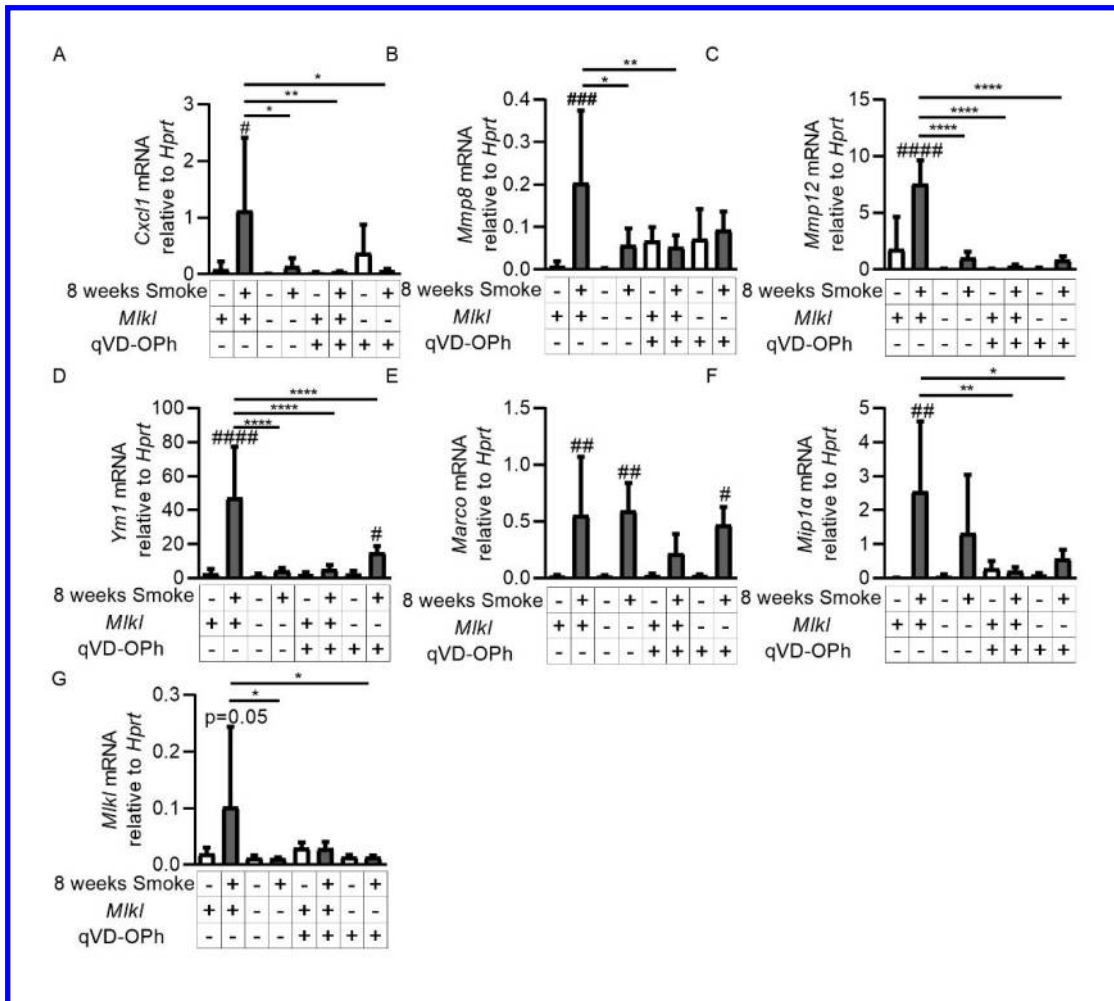 A
B
C
*
**
*
#
3
2
1
0
Cxcl1 mRNA
relative to Hprt
**
*
###
0.4
0.3
0.2
0.1
0.0
Mmp8 mRNA
relative to Hprt
****
****
****
####
15
10
5
0
Mmp12 mRNA
relative to Hprt
8 weeks Smoke - + - + - + - +
Mlkl + + - - + + - -
qVD-OPh - - - - + + + +
8 weeks Smoke - + - + - + - +
Mlkl + + - - + + - -
qVD-OPh - - - - + + + +
8 weeks Smoke - + - + - + - +
Mlkl + + - - + + - -
qVD-OPh - - - - + + + +
D
E
F
****
****
****
####
#
100
80
60
40
20
0
Ym1 mRNA
relative to Hprt
##
##
#
1.5
1.0
0.5
0.0
Marco mRNA
relative to Hprt
*
**
##
5
4
3
2
1
0
Mip1α mRNA
relative to Hprt
8 weeks Smoke - + - + - + - +
Mlkl + + - - + + - -
qVD-OPh - - - - + + + +
8 weeks Smoke - + - + - + - +
Mlkl + + - - + + - -
qVD-OPh - - - - + + + +
8 weeks Smoke - + - + - + - +
Mlkl + + - - + + - -
qVD-OPh - - - - + + + +
G
*
*
p=0.05
0.3
0.2
0.1
0.0
Mlkl mRNA
relative to Hprt
8 weeks Smoke - + - + - + - +
Mlkl + + - - + + - -
qVD-OPh - - - - + + + +